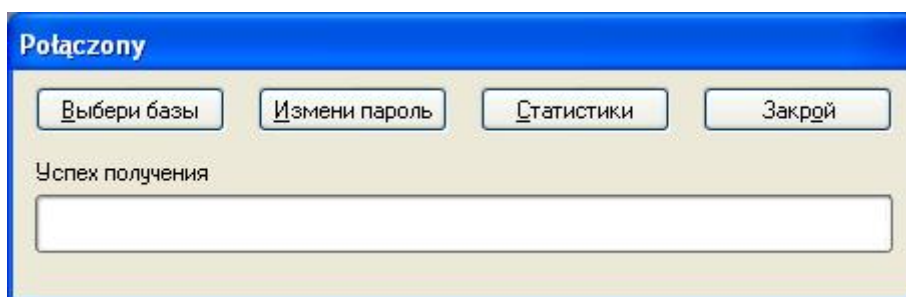 Połączony
Выбери базы Измени пароль Статистики Закрой
Успех получения